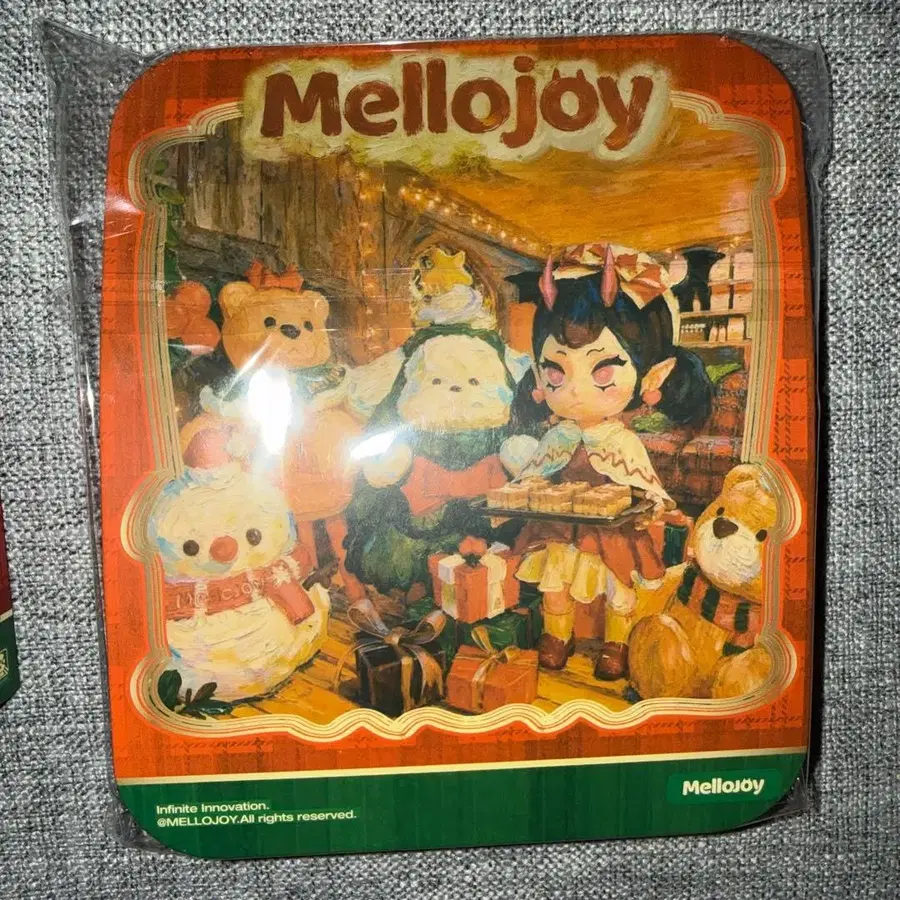 Mellojoy
Infinite Innovation.
@MELLOJOY.All rights reserved.
Mellojoy